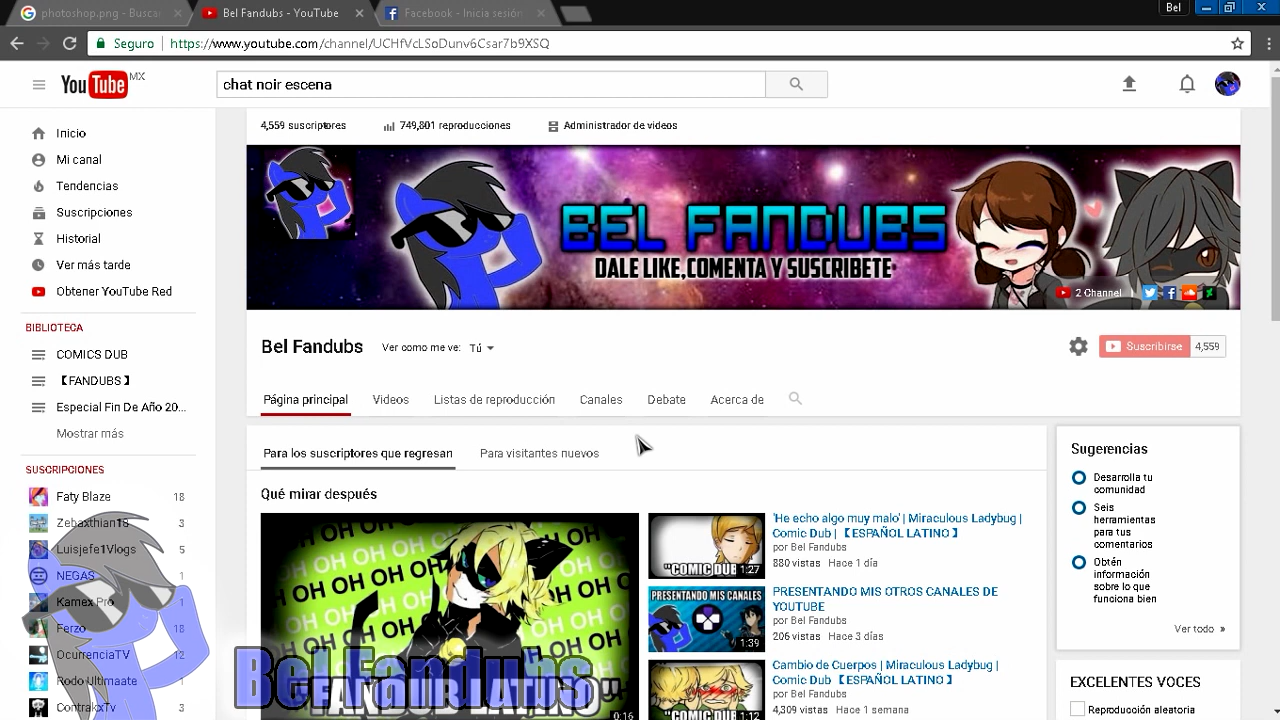 photoshop.png - Busca
Bel Fandubs - YouTube
Facebook - Inicia sesión
Bel
Seguro
https://www.youtube.com/channel/UCHfVcLSoDunv6Csar7b9XSQ
YouTube MX
chat noir escena
Inicio
Mi canal
Tendencias
Suscripciones
Historial
Ver más tarde
Obtener YouTube Red
BIBLIOTECA
COMICS DUB
【FANDUBS】
Especial Fin De Año 20...
Mostrar más
SUSCRIPCIONES
Faty Blaze 18
Zebaxthian18 3
Luisjefe1Vlogs 5
NEGAS
Kamex Pro 1
Ferzo 18
OcurrenciaTV 12
Rodo Ultimaate 1
ContrakxTv
4,559 suscriptores
749,801 reproducciones
Administrador de videos
BEL FANDUBS
DALE LIKE,COMENTA Y SUSCRIBETE
2 Channel
Bel Fandubs
Ver como me ve: Tú
Suscribirse 4,559
Página principal
Videos
Listas de reproducción
Canales
Debate
Acerca de
Para los suscriptores que regresan
Para visitantes nuevos
Qué mirar después
OH OH OH OH
"FANDUB LATINO"
0:16
Bel Fandubs
"COMIC DUB
1:27
'He echo algo muy malo' | Miraculous Ladybug |
Comic Dub |【ESPAÑOL LATINO】
por Bel Fandubs
880 vistas Hace 1 día
PRESENTANDO MIS CANALES
1:39
PRESENTANDO MIS OTROS CANALES DE
YOUTUBE
por Bel Fandubs
206 vistas Hace 3 días
"COMIC DUB
1:12
Cambio de Cuerpos | Miraculous Ladybug |
Comic Dub【ESPAÑOL LATINO】
por Bel Fandubs
4,309 vistas Hace 1 semana
Sugerencias
Desarrolla tu
comunidad
Seis
herramientas
para tus
comentarios
Obtén
información
sobre lo que
funciona bien
Ver todo »
EXCELENTES VOCES
Reproducción aleatoria